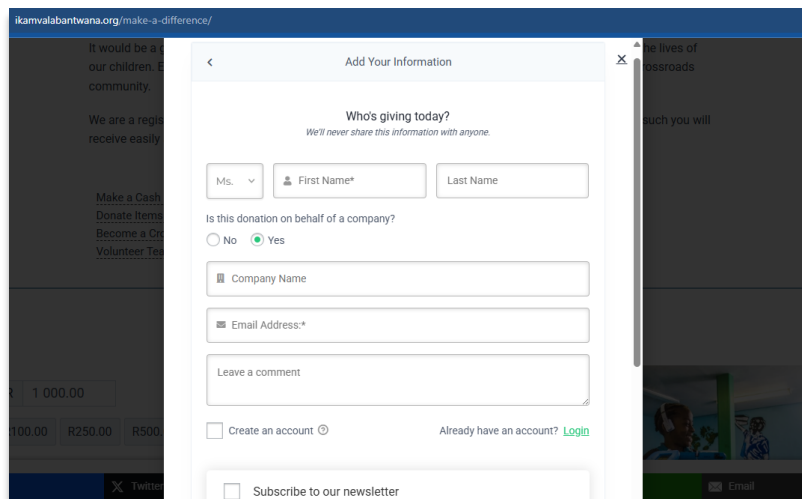 ikamvalabantwana.org/make-a-difference/
It would be a g
he lives of
our children. E
rossroads
community.
We are a regis
such you will
receive easily
Make a Cash
Donate Items
Become a Cro
Volunteer Tea
R 1 000.00
R100.00 R250.00 R500.
Twitter
Email
Add Your Information
X
Who's giving today?
We'll never share this information with anyone.
Ms. First Name* Last Name
Is this donation on behalf of a company?
No Yes
Company Name
Email Address:*
Leave a comment
Create an account Already have an account? Login
Subscribe to our newsletter